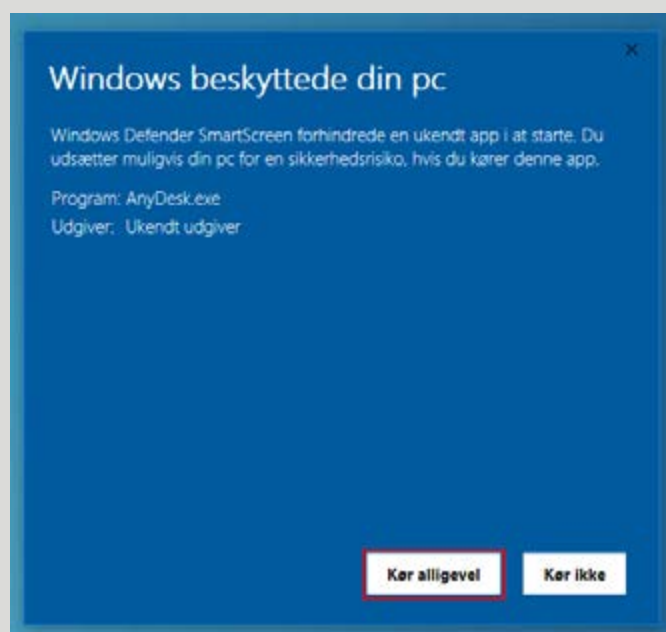 Windows beskyttede din pc
Windows Defender SmartScreen forhindrede en ukendt app i at starte. Du
udsætter muligvis din pc for en sikkerhedsrisiko, hvis du kører denne app.
Program: AnyDesk.exe
Udgiver: Ukendt udgiver
Kør alligevel Kør ikke